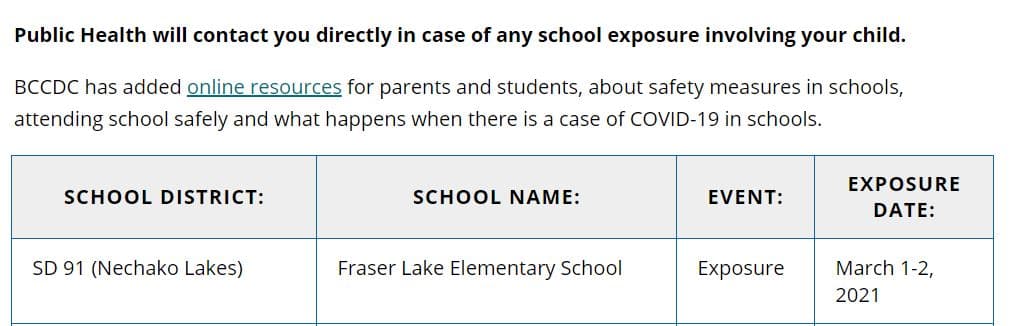 Public Health will contact you directly in case of any school exposure involving your child.
BCCDC has added online resources for parents and students, about safety measures in schools,
attending school safely and what happens when there is a case of COVID-19 in schools.
SCHOOL DISTRICT:
SCHOOL NAME:
EVENT:
EXPOSURE
DATE:
SD 91 (Nechako Lakes)
Fraser Lake Elementary School
Exposure
March 1-2,
2021